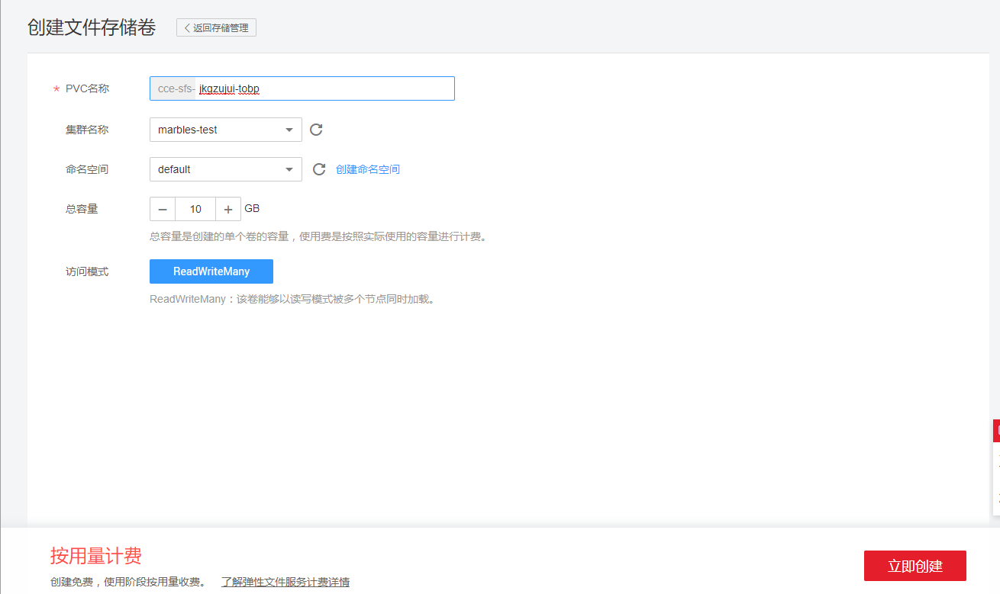 创建文件存储卷 返回存储管理
* PVC名称 cce-sfs- jkgzujui-tobp
集群名称 marbles-test
命名空间 default 创建命名空间
总容量 − 10 + GB
总容量是创建的单个卷的容量，使用费是按照实际使用的容量进行计费。
访问模式 ReadWriteMany
ReadWriteMany：该卷能够以读写模式被多个节点同时加载。
按用量计费
创建免费，使用阶段按用量收费。 了解弹性文件服务计费详情
立即创建